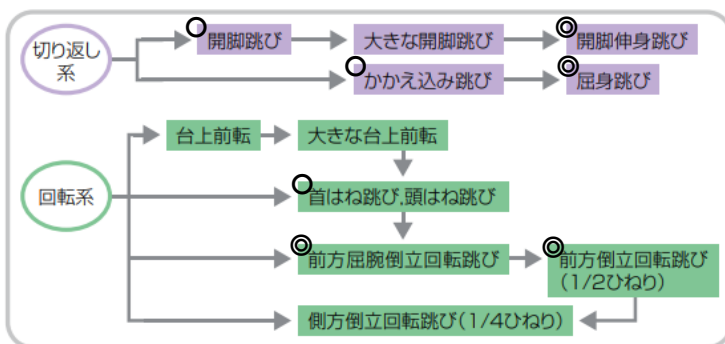 切り返し
系
開脚跳び
大きな開脚跳び
開脚伸身跳び
かかえ込み跳び
屈身跳び
回転系
台上前転
大きな台上前転
首はね跳び,頭はね跳び
前方屈腕倒立回転跳び
前方倒立回転跳び
(1/2ひねり)
側方倒立回転跳び(1/4ひねり)